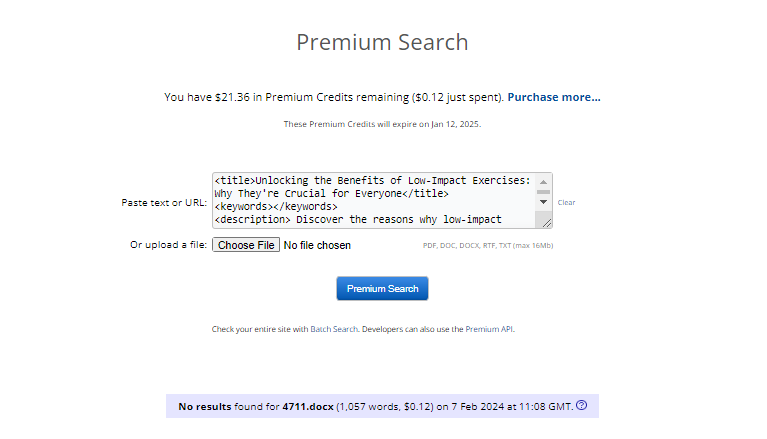 Premium Search
You have $21.36 in Premium Credits remaining ($0.12 just spent). Purchase more...
These Premium Credits will expire on Jan 12, 2025.
Paste text or URL:
<title>Unlocking the Benefits of Low-Impact Exercises:
Why They're Crucial for Everyone</title>
<keywords></keywords>
<description> Discover the reasons why low-impact
Clear
Or upload a file: Choose File No file chosen PDF, DOC, DOCX, RTF, TXT (max 16Mb)
Premium Search
Check your entire site with Batch Search. Developers can also use the Premium API.
No results found for 4711.docx (1,057 words, $0.12) on 7 Feb 2024 at 11:08 GMT. ?